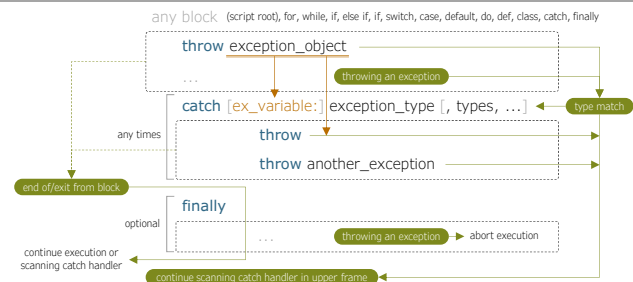 any block (script root), for, while, if, else if, if, switch, case, default, do, def, class, catch, finally
throw exception_object
... throwing an exception
catch [ex_variable:] exception_type [, types, ...] type match
any times
throw
throw another_exception
end of/exit from block
finally
optional
... throwing an exception abort execution
continue execution or
scanning catch handler
continue scanning catch handler in upper frame